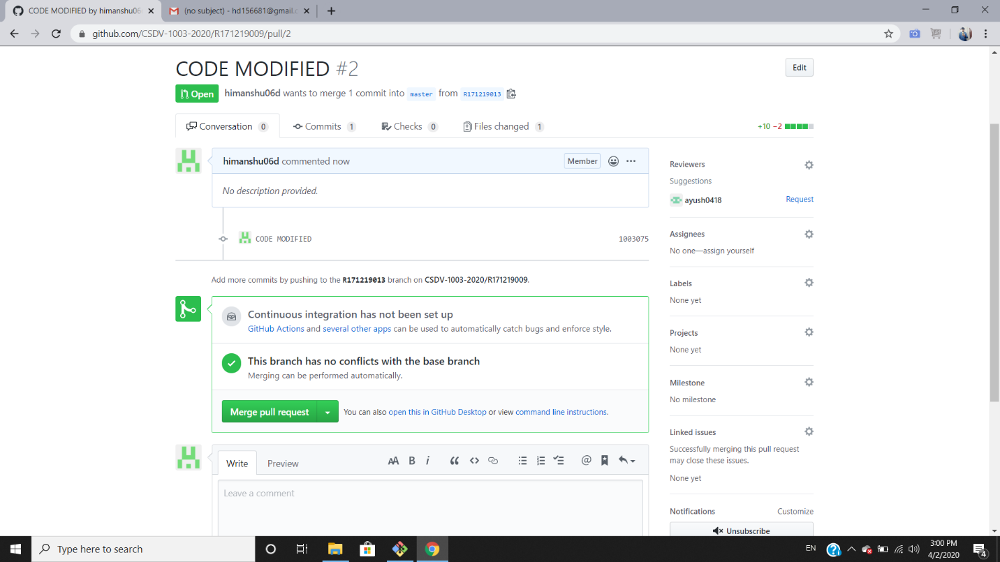 CODE MODIFIED by himanshu06
(no subject) - hd156681@gmail.c
github.com/CSDV-1003-2020/R171219009/pull/2
CODE MODIFIED #2
Edit
Open himanshu06d wants to merge 1 commit into master from R171219013
Conversation 0 Commits 1 Checks 0 Files changed 1 +10 −2
himanshu06d commented now Member
No description provided.
CODE MODIFIED 1003075
Add more commits by pushing to the R171219013 branch on CSDV-1003-2020/R171219009.
Continuous integration has not been set up
GitHub Actions and several other apps can be used to automatically catch bugs and enforce style.
This branch has no conflicts with the base branch
Merging can be performed automatically.
Merge pull request You can also open this in GitHub Desktop or view command line instructions.
Write Preview AA B i @
Leave a comment
Reviewers
Suggestions
ayush0418 Request
Assignees
No one—assign yourself
Labels
None yet
Projects
None yet
Milestone
No milestone
Linked issues
Successfully merging this pull request
may close these issues.
None yet
Notifications Customize
Unsubscribe
Type here to search
EN
3:00 PM
4/2/2020
4